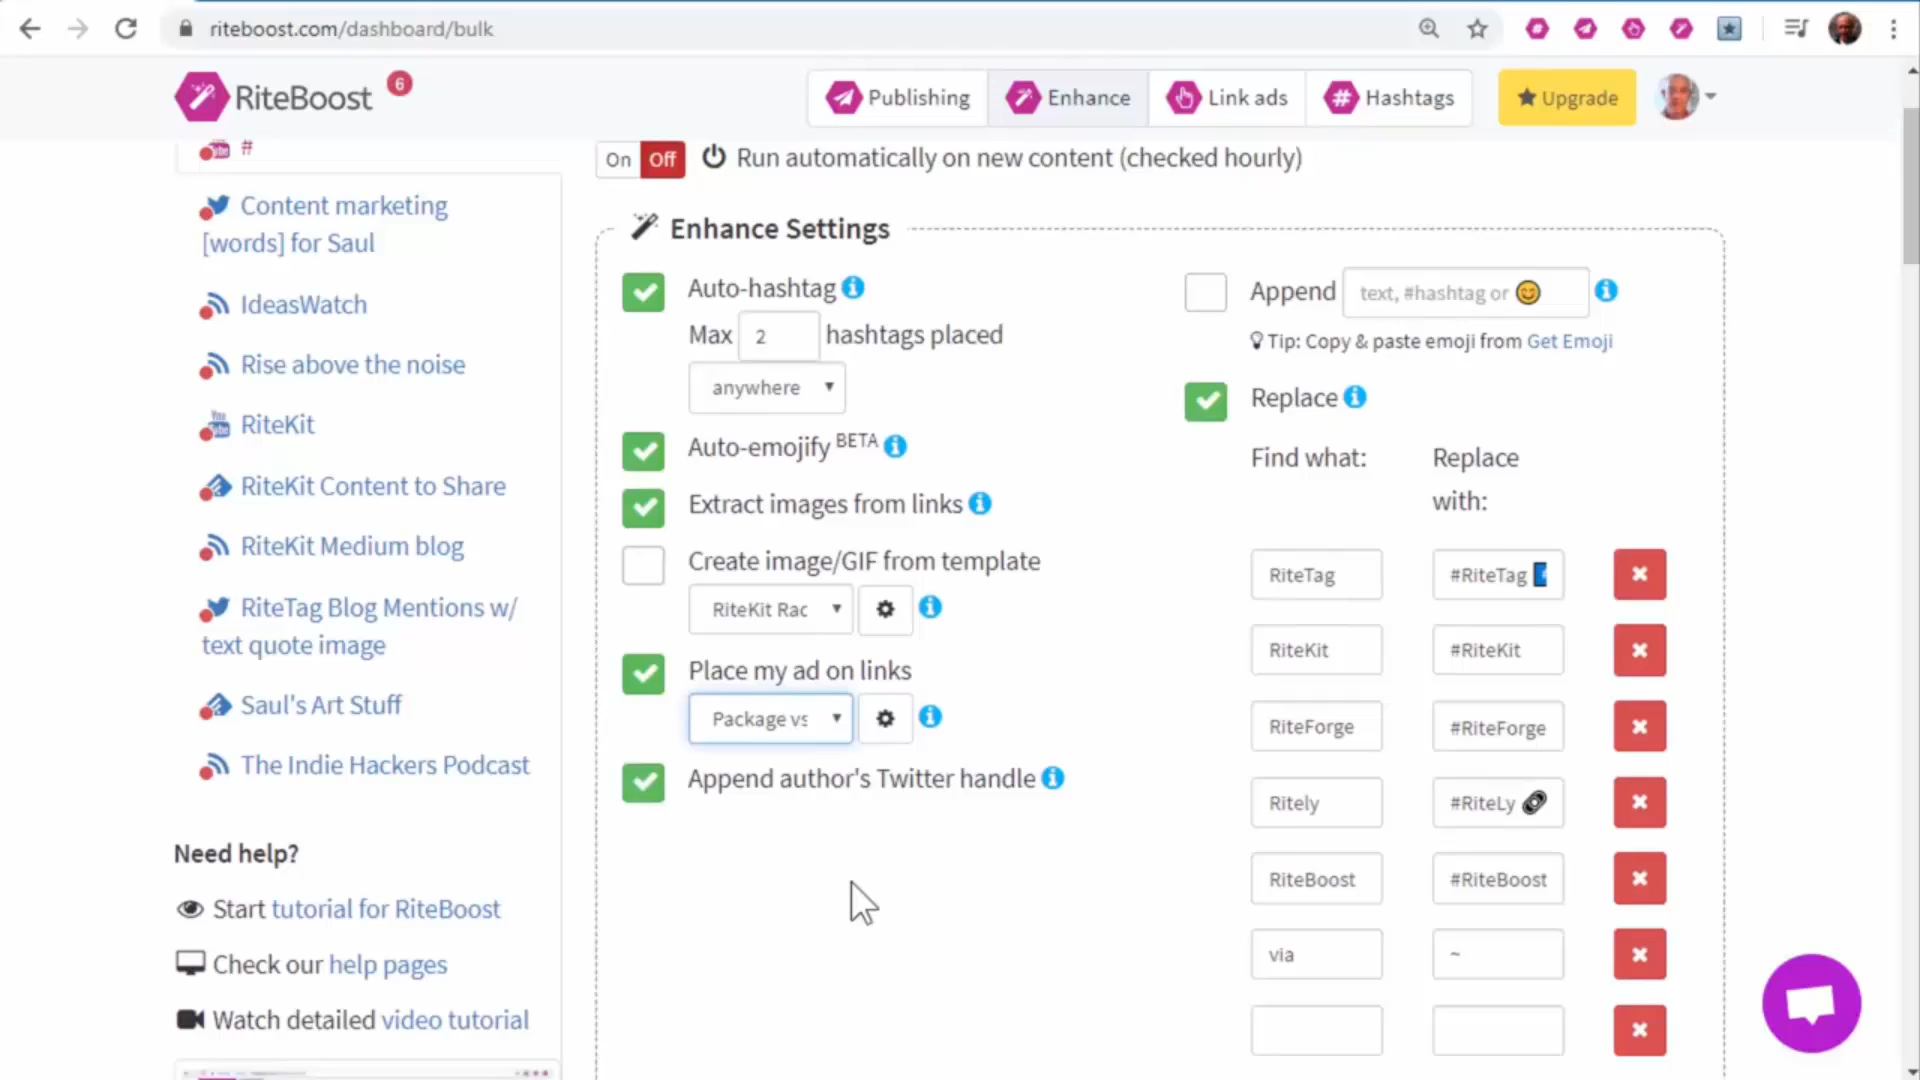 riteboost.com/dashboard/bulk
RiteBoost 6
Publishing
Enhance
Link ads
Hashtags
Upgrade
#
Content marketing
[words] for Saul
IdeasWatch
Rise above the noise
RiteKit
RiteKit Content to Share
RiteKit Medium blog
RiteTag Blog Mentions w/
text quote image
Saul's Art Stuff
The Indie Hackers Podcast
Need help?
Start tutorial for RiteBoost
Check our help pages
Watch detailed video tutorial
On Off Run automatically on new content (checked hourly)
Enhance Settings
Auto-hashtag
Max 2 hashtags placed
anywhere
Auto-emojify BETA
Extract images from links
Create image/GIF from template
RiteKit Rac
Place my ad on links
Package vs
Append author's Twitter handle
Append text, #hashtag or 😊
Tip: Copy & paste emoji from Get Emoji
Replace
Find what: Replace
with:
RiteTag #RiteTag
RiteKit #RiteKit
RiteForge #RiteForge
Ritely #RiteLy 🔗
RiteBoost #RiteBoost
via ~